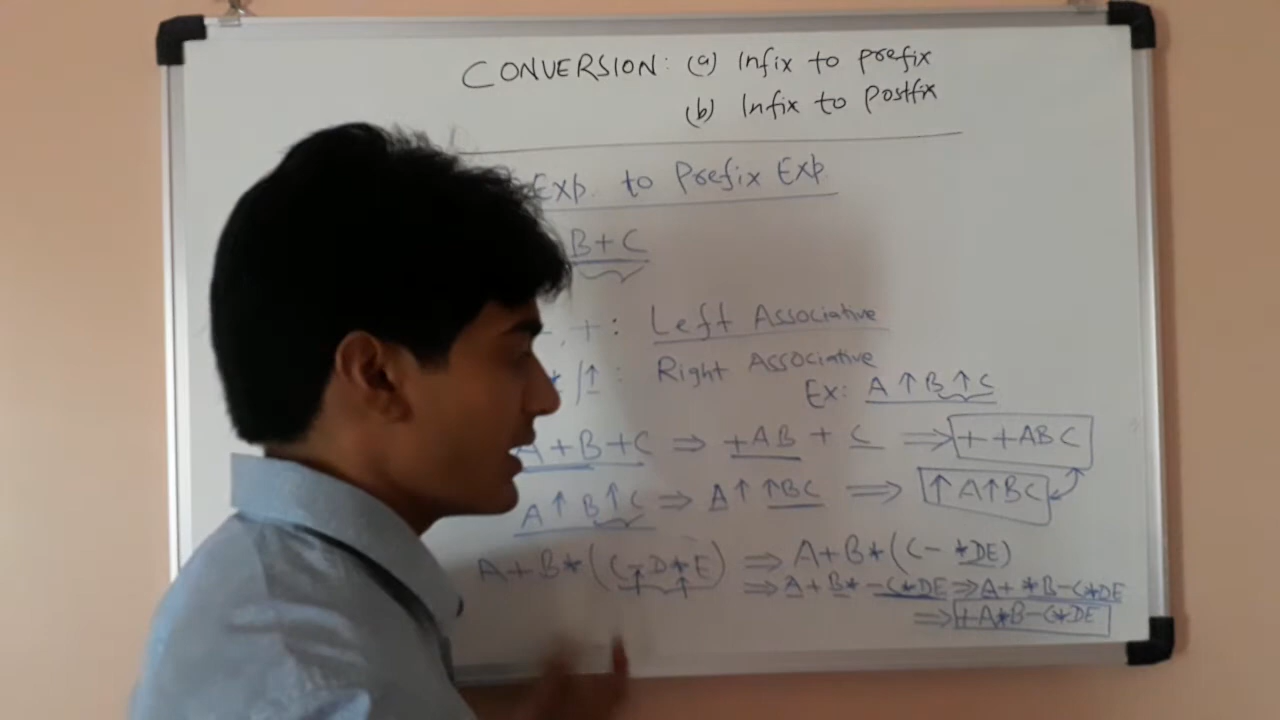 CONVERSION: (a) Infix to prefix
(b) Infix to Postfix
Exp. to Prefix Exp.
B+C
, + : Left Associative
* / ↑ : Right Associative
Ex: A ↑ B ↑ C
A + B + C ⇒ +AB + C ⇒ + +ABC
A ↑ B ↑ C ⇒ A ↑ ↑BC ⇒ ↑ A↑BC
A + B * (C - D * E) ⇒ A + B * (C - *DE)
⇒ A + B * -C*DE ⇒ A + *B-C*DE
⇒ +A*B-C*DE